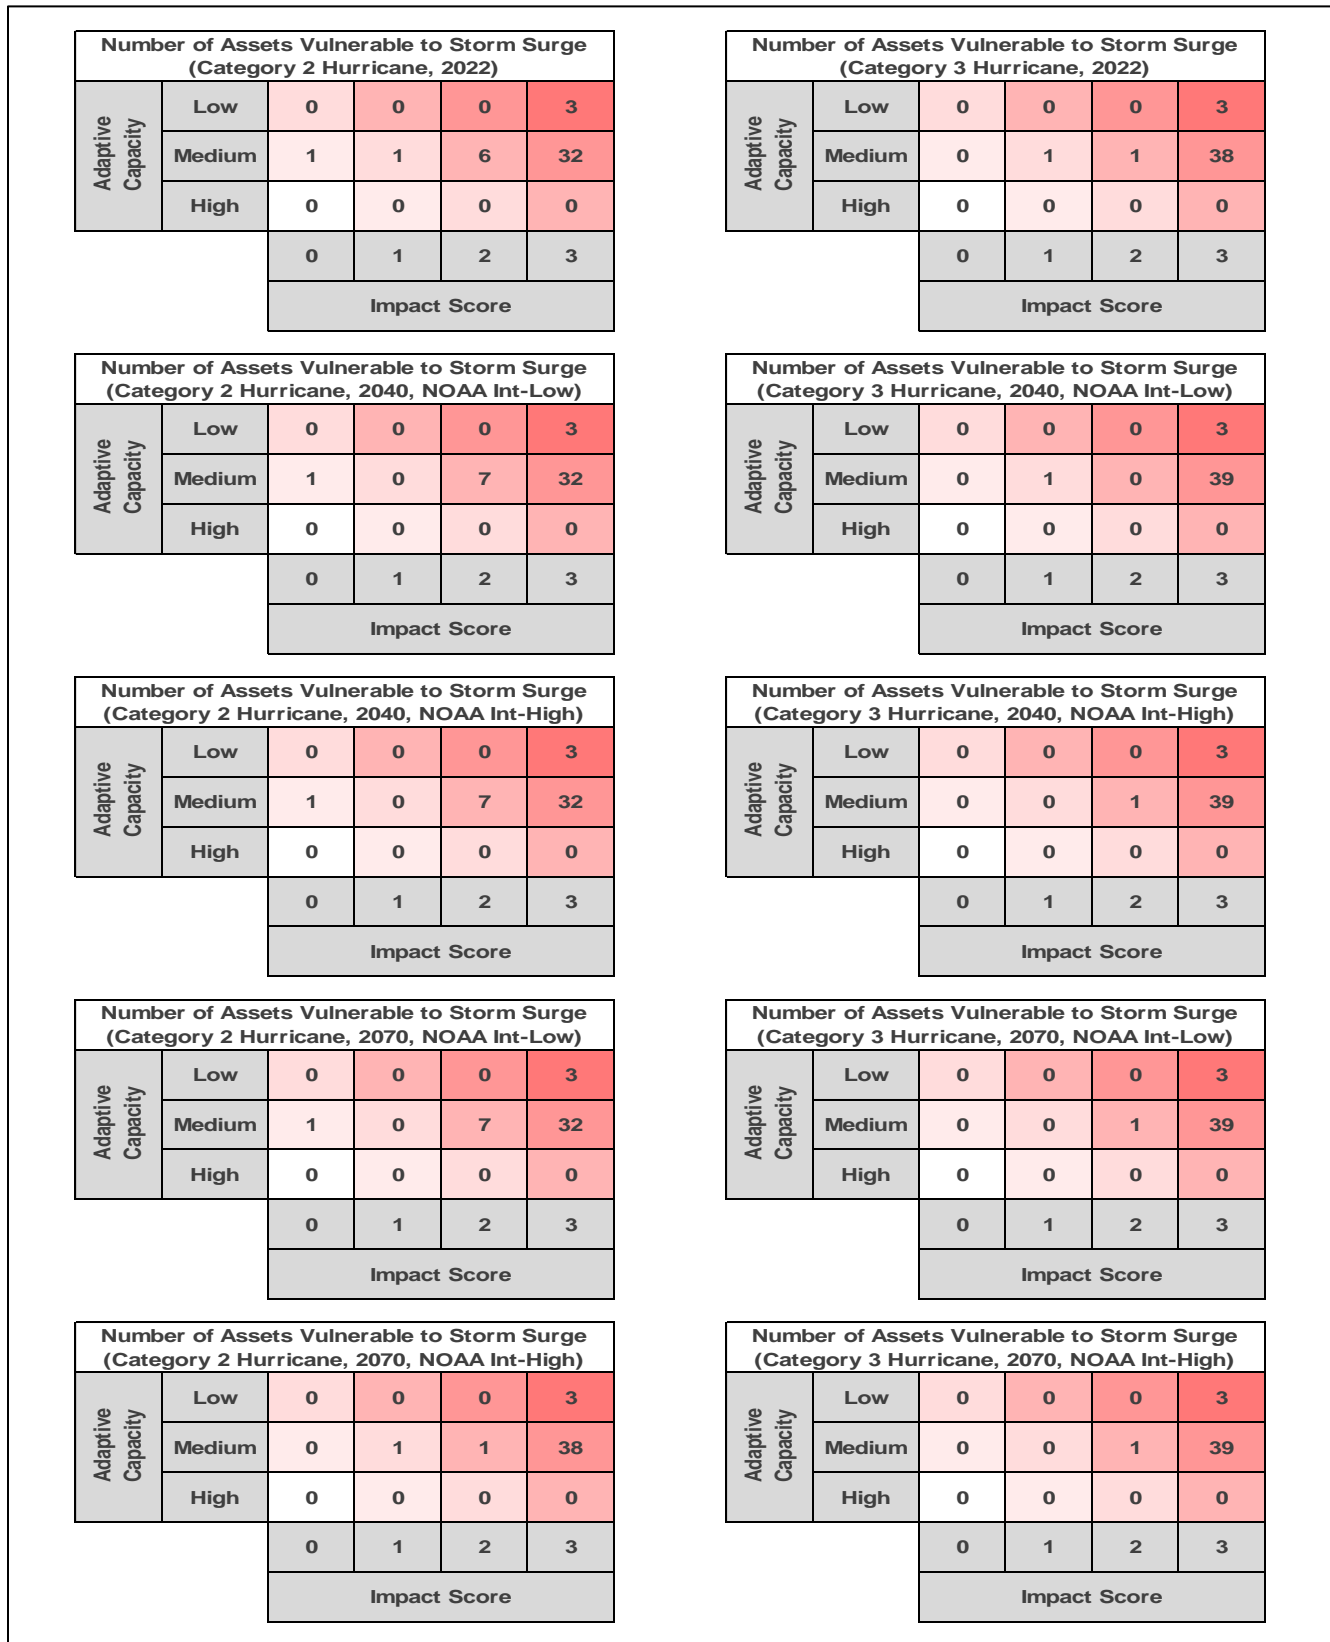 Number of Assets Vulnerable to Storm Surge
(Category 2 Hurricane, 2022)
Adaptive
Capacity
Low 0 0 0 3
Medium 1 1 6 32
High 0 0 0 0
0 1 2 3
Impact Score
Number of Assets Vulnerable to Storm Surge
(Category 3 Hurricane, 2022)
Adaptive
Capacity
Low 0 0 0 3
Medium 0 1 1 38
High 0 0 0 0
0 1 2 3
Impact Score
Number of Assets Vulnerable to Storm Surge
(Category 2 Hurricane, 2040, NOAA Int-Low)
Adaptive
Capacity
Low 0 0 0 3
Medium 1 0 7 32
High 0 0 0 0
0 1 2 3
Impact Score
Number of Assets Vulnerable to Storm Surge
(Category 3 Hurricane, 2040, NOAA Int-Low)
Adaptive
Capacity
Low 0 0 0 3
Medium 0 1 0 39
High 0 0 0 0
0 1 2 3
Impact Score
Number of Assets Vulnerable to Storm Surge
(Category 2 Hurricane, 2040, NOAA Int-High)
Adaptive
Capacity
Low 0 0 0 3
Medium 1 0 7 32
High 0 0 0 0
0 1 2 3
Impact Score
Number of Assets Vulnerable to Storm Surge
(Category 3 Hurricane, 2040, NOAA Int-High)
Adaptive
Capacity
Low 0 0 0 3
Medium 0 0 1 39
High 0 0 0 0
0 1 2 3
Impact Score
Number of Assets Vulnerable to Storm Surge
(Category 2 Hurricane, 2070, NOAA Int-Low)
Adaptive
Capacity
Low 0 0 0 3
Medium 1 0 7 32
High 0 0 0 0
0 1 2 3
Impact Score
Number of Assets Vulnerable to Storm Surge
(Category 3 Hurricane, 2070, NOAA Int-Low)
Adaptive
Capacity
Low 0 0 0 3
Medium 0 0 1 39
High 0 0 0 0
0 1 2 3
Impact Score
Number of Assets Vulnerable to Storm Surge
(Category 2 Hurricane, 2070, NOAA Int-High)
Adaptive
Capacity
Low 0 0 0 3
Medium 0 1 1 38
High 0 0 0 0
0 1 2 3
Impact Score
Number of Assets Vulnerable to Storm Surge
(Category 3 Hurricane, 2070, NOAA Int-High)
Adaptive
Capacity
Low 0 0 0 3
Medium 0 0 1 39
High 0 0 0 0
0 1 2 3
Impact Score